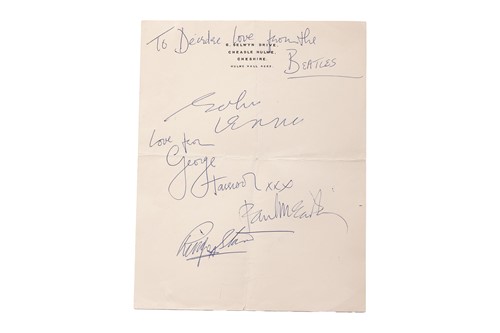 To Deirdre love from the
BEATLES
5, SELWYN DRIVE,
CHEADLE HULME,
CHESHIRE.
John
Lennon
love from
George
Harrison xxx
Paul McCartney
Ringo Starr